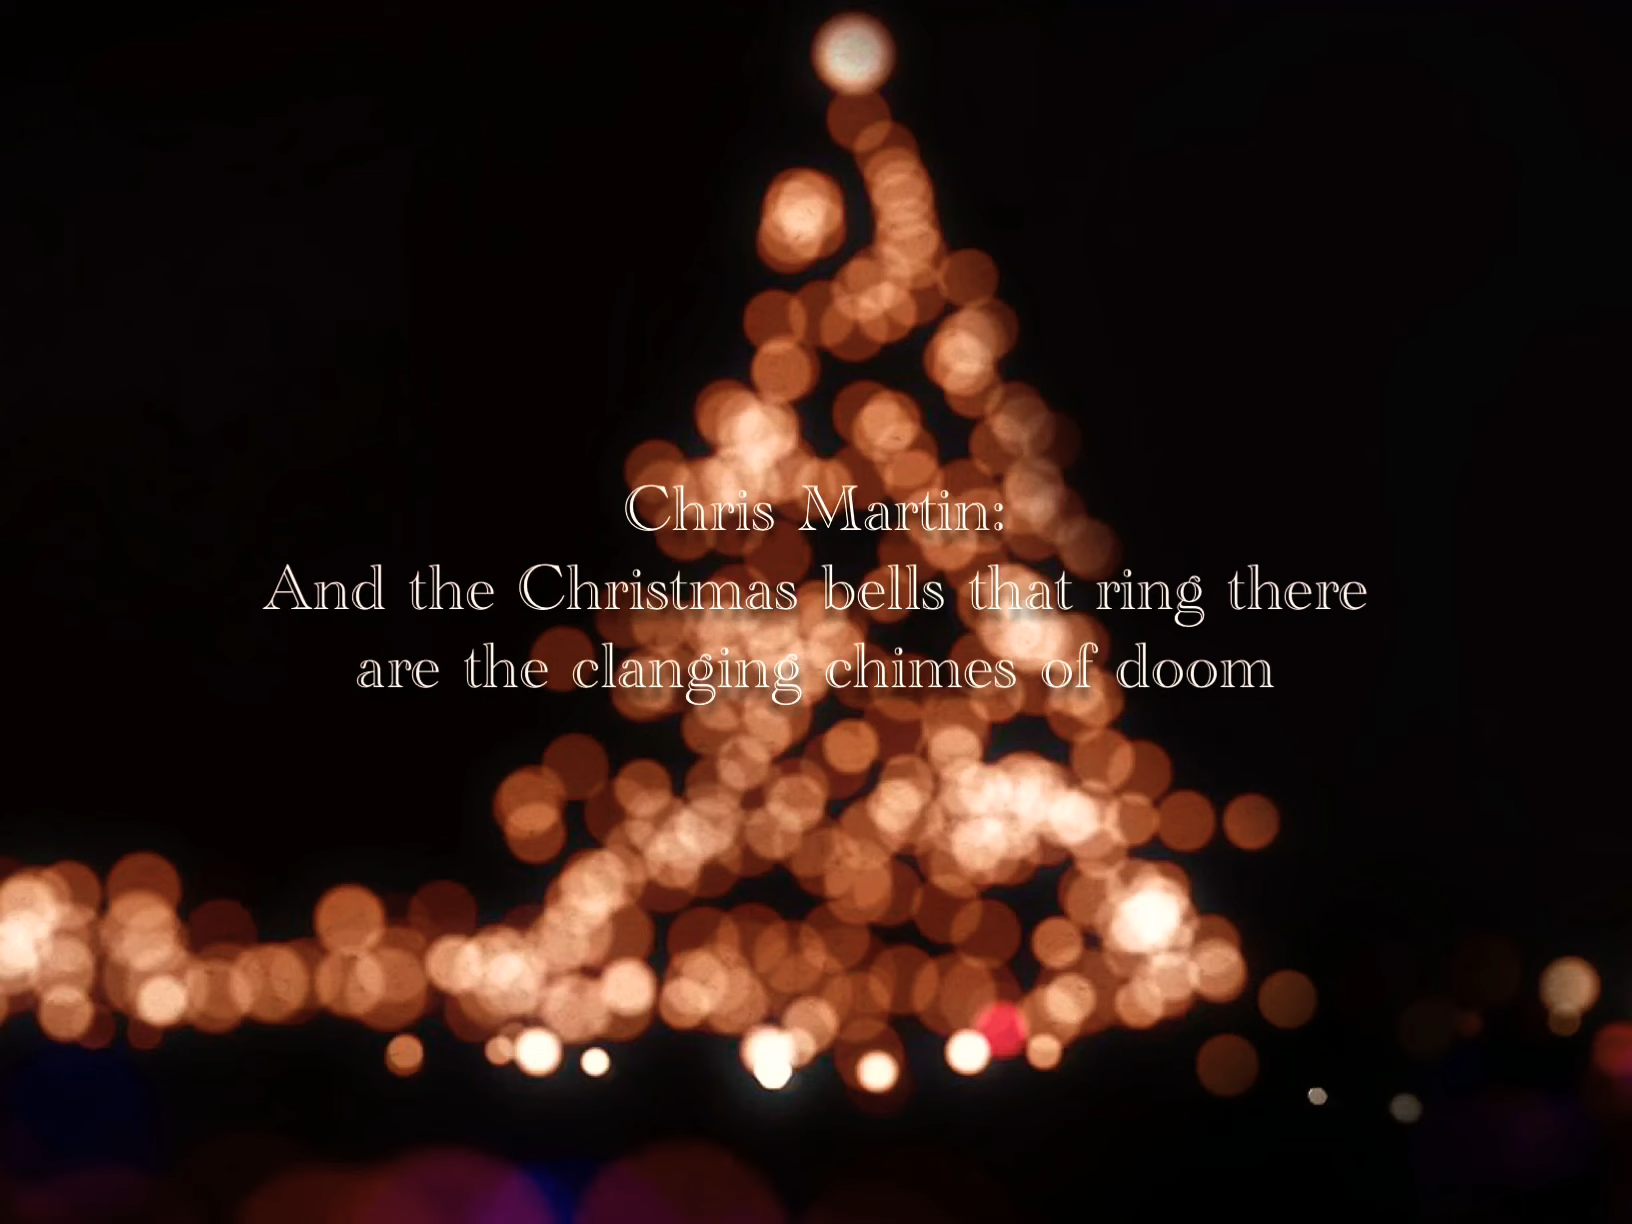 Chris Martin:
And the Christmas bells that ring there
are the clanging chimes of doom